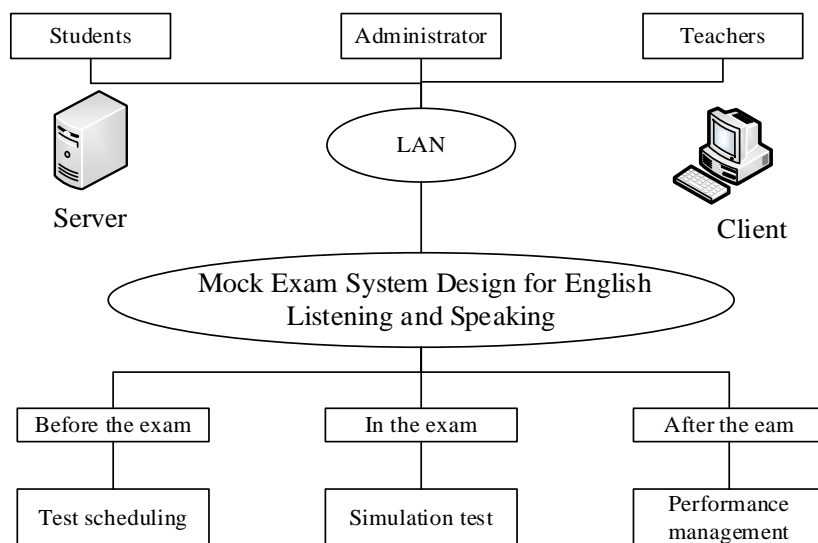 Students
Administrator
Teachers
LAN
Server
Client
Mock Exam System Design for English
Listening and Speaking
Before the exam
In the exam
After the eam
Test scheduling
Simulation test
Performance
management